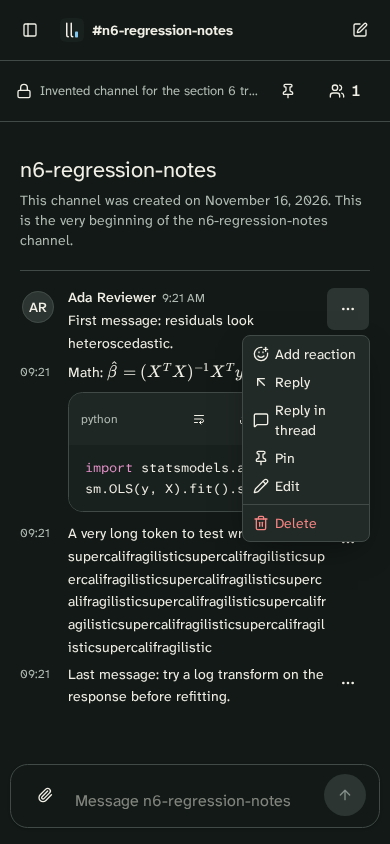 #n6-regression-notes
Invented channel for the section 6 tr...
1
n6-regression-notes
This channel was created on November 16, 2026. This
is the very beginning of the n6-regression-notes
channel.
AR
Ada Reviewer 9:21 AM
First message: residuals look
heteroscedastic.
09:21
Math: β̂ = (XᵀX)⁻¹Xᵀy
python
import statsmodels.a
sm.OLS(y, X).fit().s
Add reaction
Reply
Reply in
thread
Pin
Edit
Delete
09:21
A very long token to test wr
supercalifragilisticsupercalifragilisticsup
ercalifragilisticsupercalifragilisticsuperc
alifragilisticsupercalifragilisticsupercalifr
agilisticsupercalifragilisticsupercalifragil
isticsupercalifragilistic
09:21
Last message: try a log transform on the
response before refitting.
Message n6-regression-notes